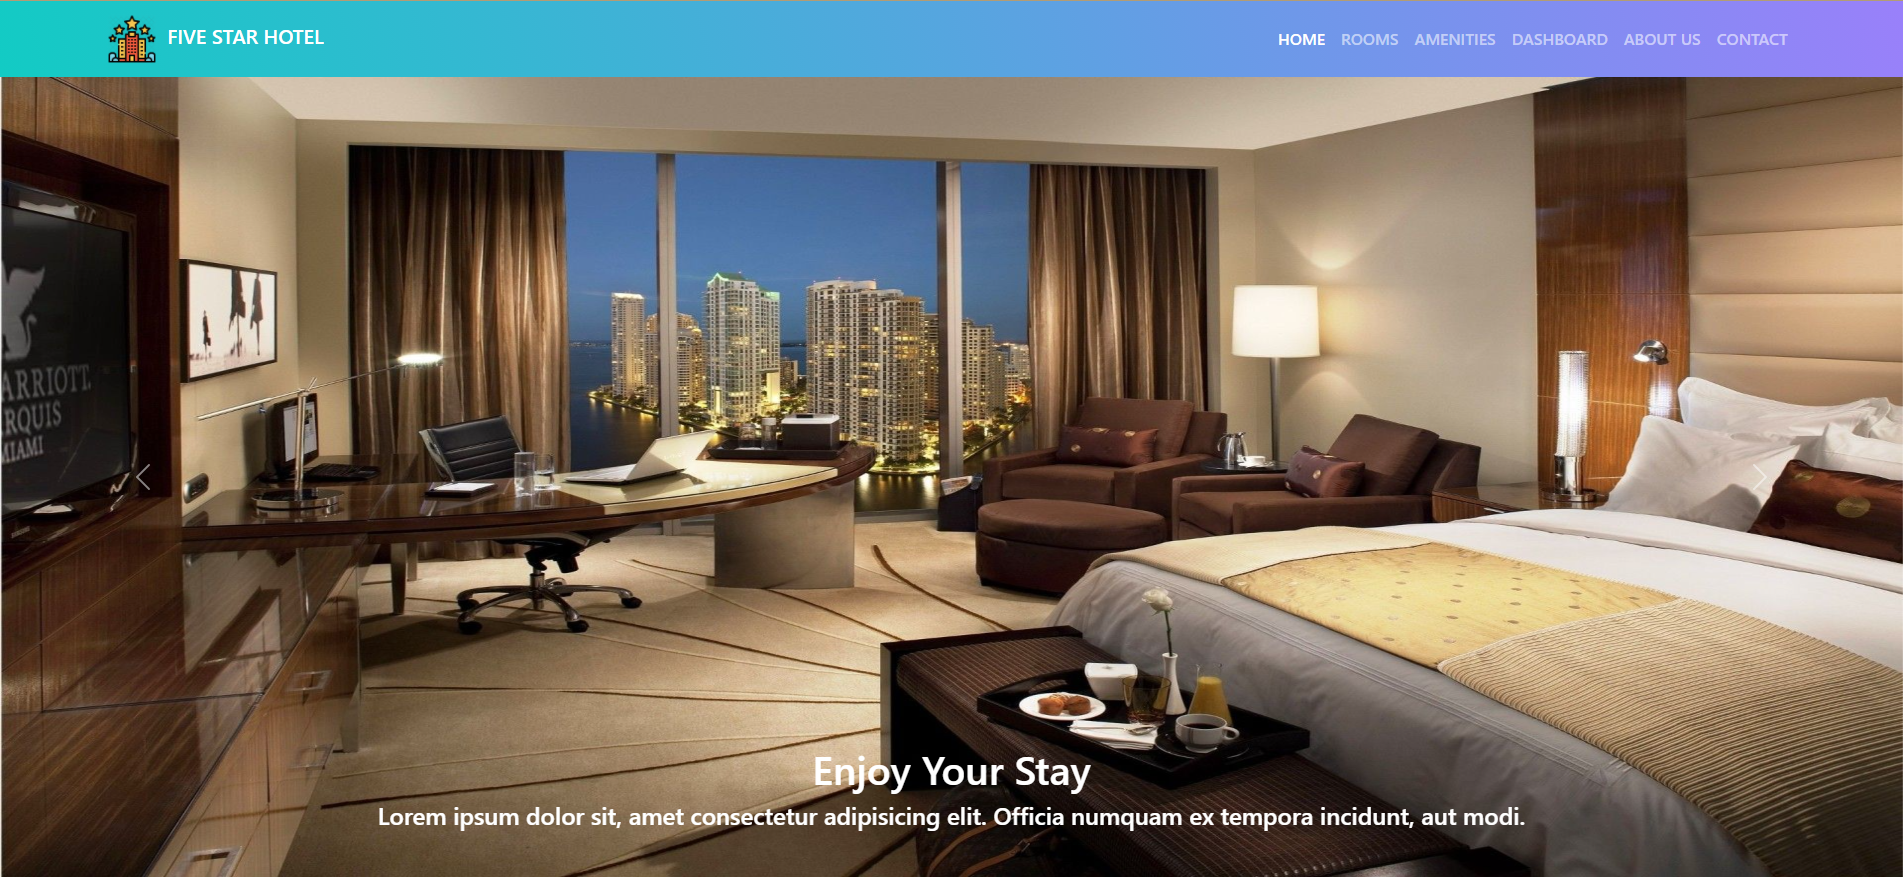 FIVE STAR HOTEL
HOME ROOMS AMENITIES DASHBOARD ABOUT US CONTACT
ARRIOTT
RQUIS
MIAMI
Enjoy Your Stay
Lorem ipsum dolor sit, amet consectetur adipisicing elit. Officia numquam ex tempora incidunt, aut modi.